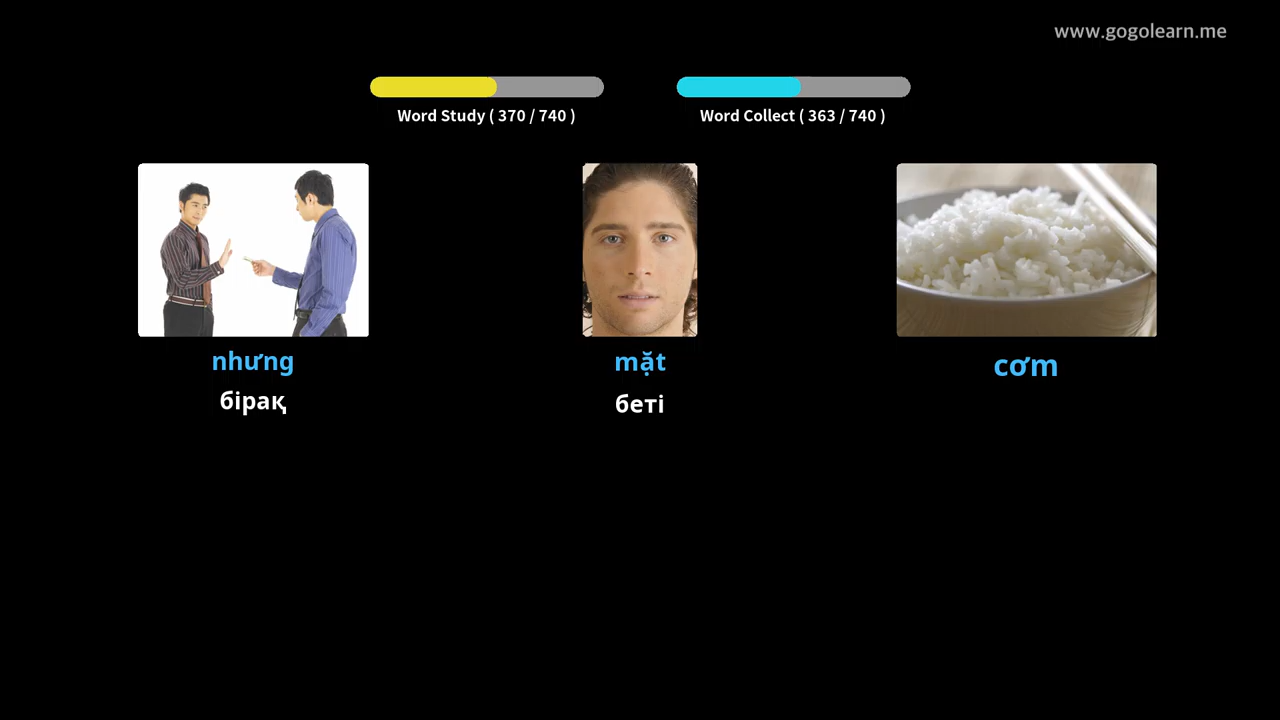 www.gogolearn.me
Word Study ( 370 / 740 )
Word Collect ( 363 / 740 )
nhưng
бірақ
mặt
беті
cơm